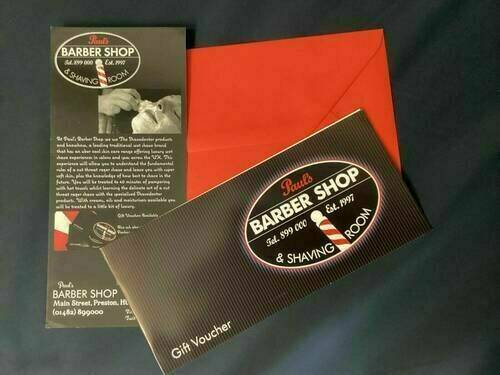 Paul's
BARBER SHOP
Tel. 899 000 Est. 1997
& SHAVING ROOM
At Paul's Barber Shop we use The Bluebeards
products
and
a leading traditional wet shave brand
that has an uber cool skin care range offering luxury wet
shave experience in salons and spas across the U.K. This
experience will allow you to understand the fundamental
rules of a cut throat razor shave and leave you with super
soft skin, plus the knowledge of how best to shave in the
future. You will be treated to 60 minutes of pampering
with hot towels whilst learning the delicate art of a cut
throat razor shave with the specialised
products. With creams, oils and moisturisers available you will
be treated to a little bit of luxury.
Gift Vouchers Available
Paul's
BARBER SHOP
Main Street, Preston, HU
(01482) 899000
Paul's
BARBER SHOP
Tel. 899 000 Est. 1997
& SHAVING ROOM
Gift Voucher